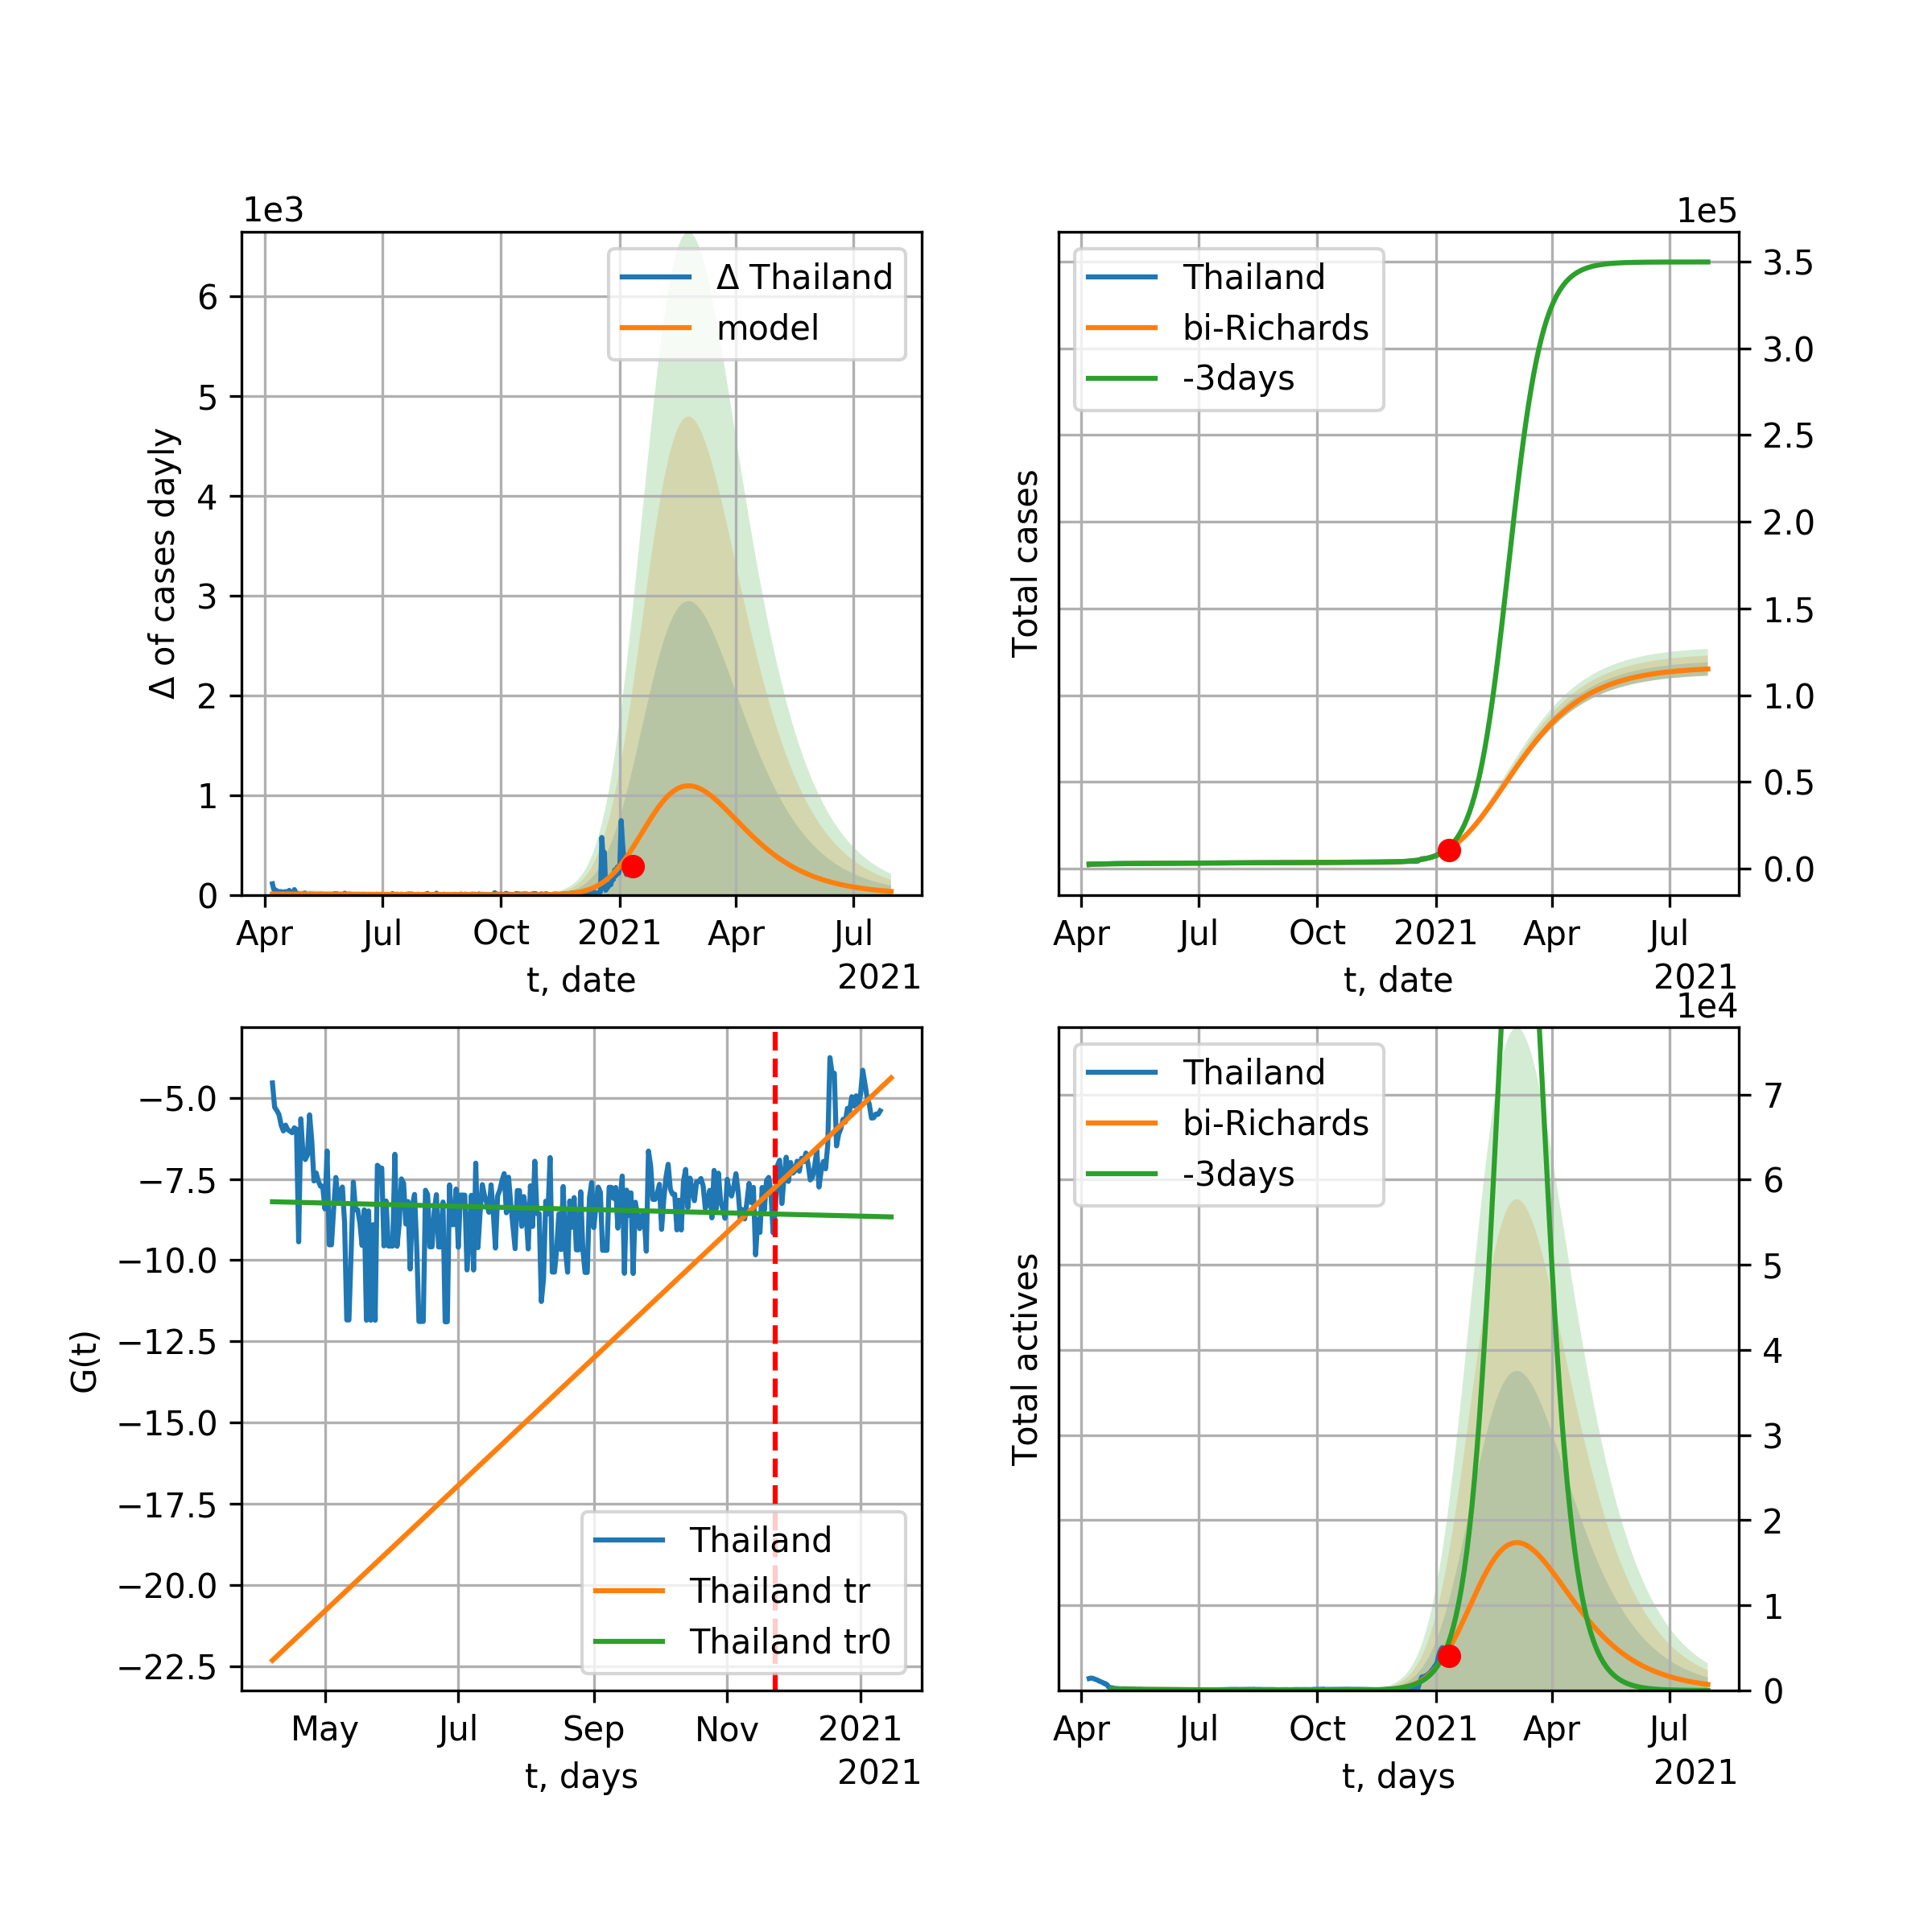 1e3
Δ of cases dayly
6
5
4
3
2
1
0
Δ Thailand
model
Apr Jul Oct 2021 Apr Jul
t, date
2021
1e5
Total cases
Thailand
bi-Richards
-3days
3.5
3.0
2.5
2.0
1.5
1.0
0.5
0.0
Apr Jul Oct 2021 Apr Jul
t, date
2021
G(t)
−5.0
−7.5
−10.0
−12.5
−15.0
−17.5
−20.0
−22.5
Thailand
Thailand tr
Thailand tr0
May Jul Sep Nov 2021
t, days
2021
1e4
Total actives
Thailand
bi-Richards
-3days
7
6
5
4
3
2
1
0
Apr Jul Oct 2021 Apr Jul
t, days
2021